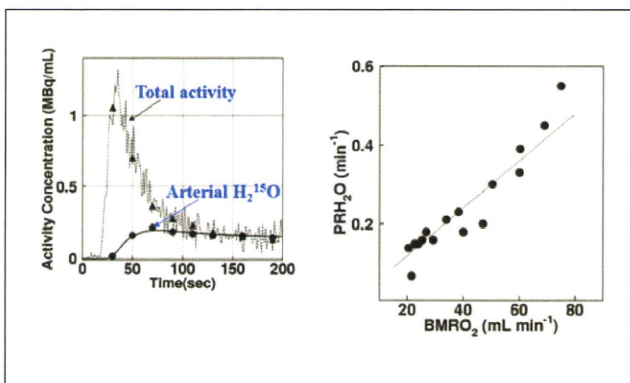 Activity Concentration (MBq/mL)
1
0.5
0
Total activity
Arterial H₂¹⁵O
0 50 100 150 200
Time(sec)
PRH₂O (min⁻¹)
0.6
0.4
0.2
20 40 60 80
BMRO₂ (mL min⁻¹)